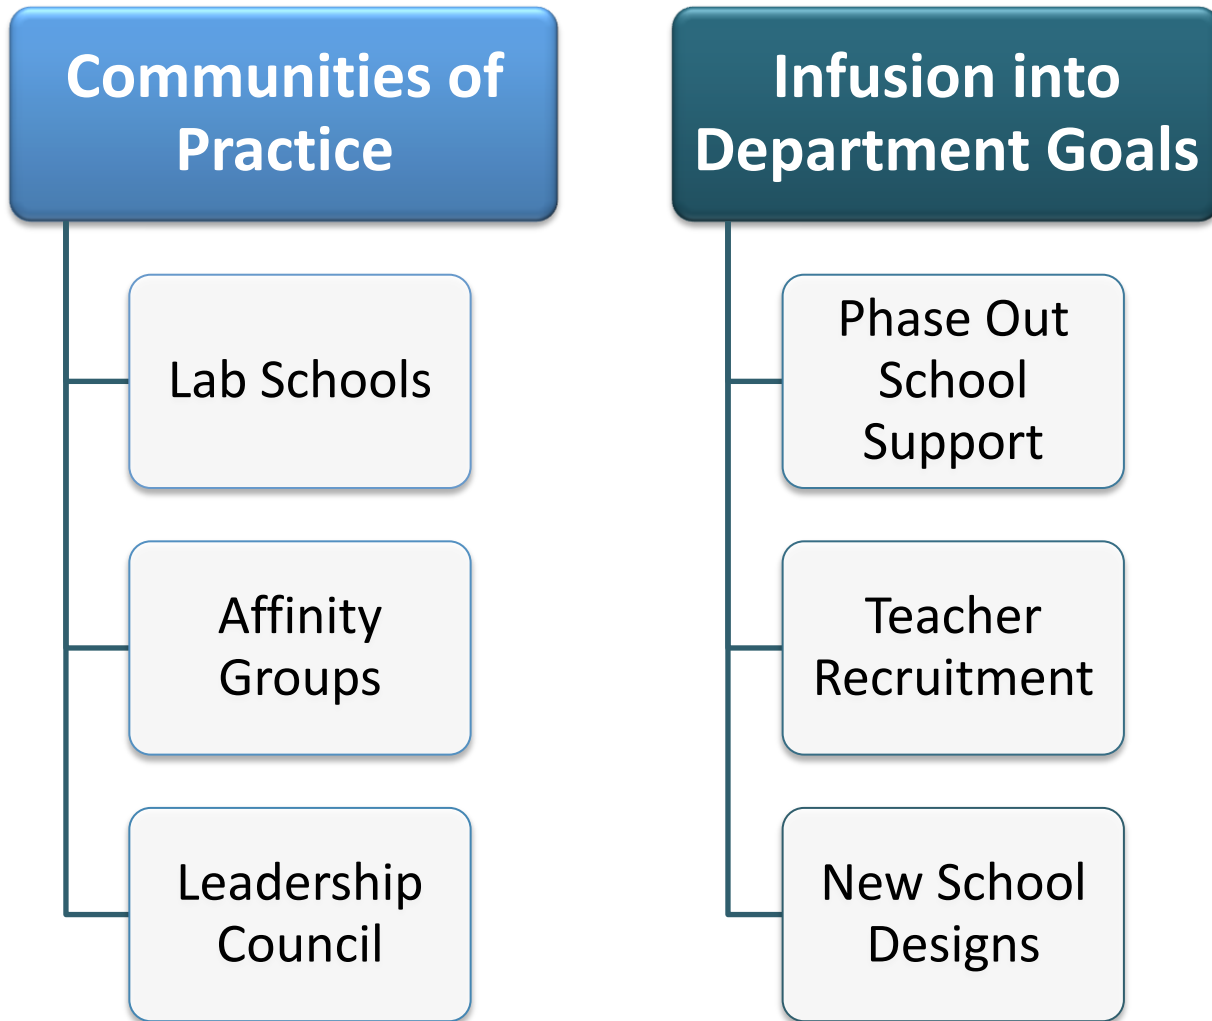 Communities of
Practice
Lab Schools
Affinity
Groups
Leadership
Council
Infusion into
Department Goals
Phase Out
School
Support
Teacher
Recruitment
New School
Designs